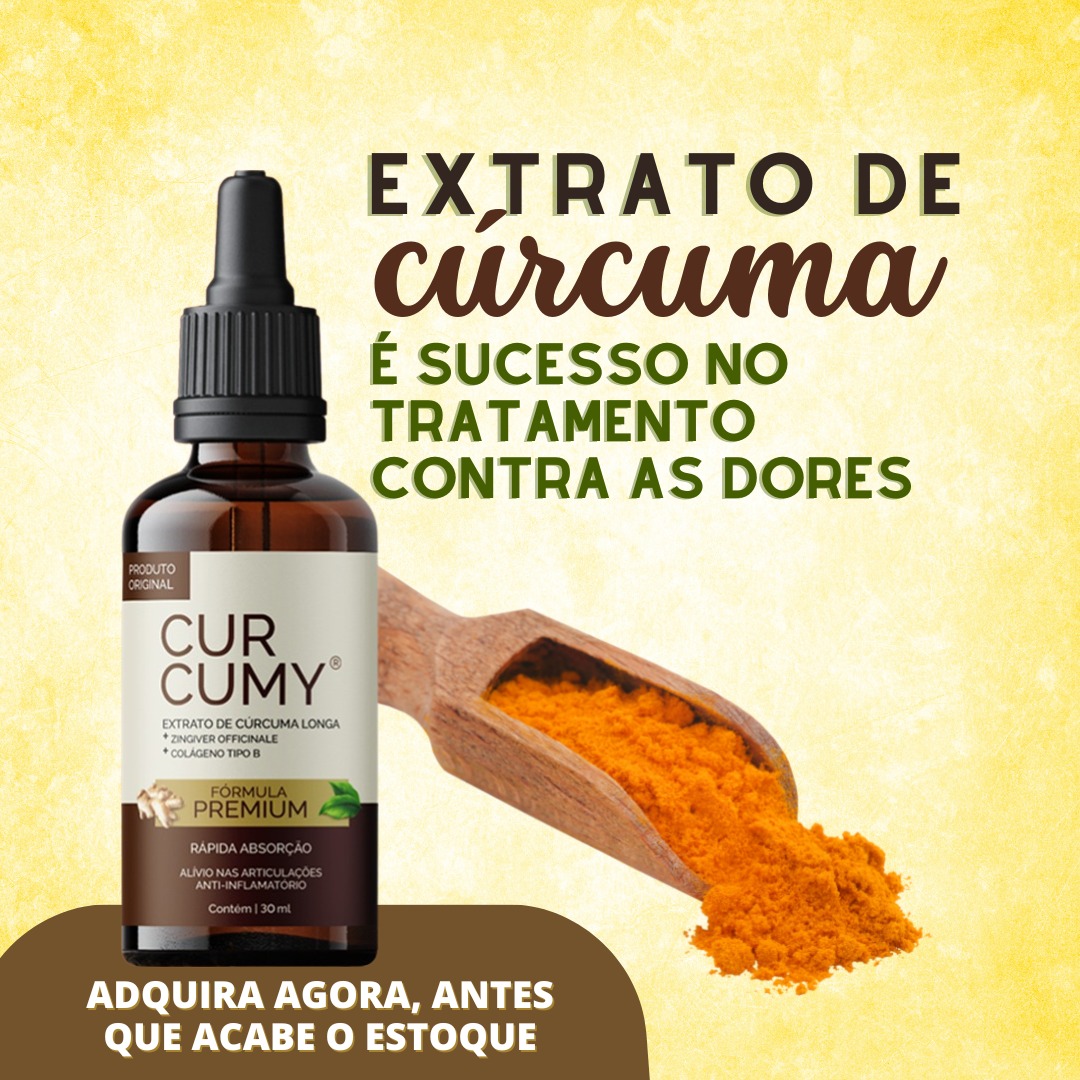 EXTRATO DE
cúrcuma
É SUCESSO NO
TRATAMENTO
CONTRA AS DORES
PRODUTO
ORIGINAL
CUR
CUMY®
EXTRATO DE CÚRCUMA LONGA
+ ZINGIVER OFFICINALE
+ COLÁGENO TIPO B
FÓRMULA
PREMIUM
RÁPIDA ABSORÇÃO
ALÍVIO NAS ARTICULAÇÕES
ANTI-INFLAMATÓRIO
Contém | 30 ml
ADQUIRA AGORA, ANTES
QUE ACABE O ESTOQUE